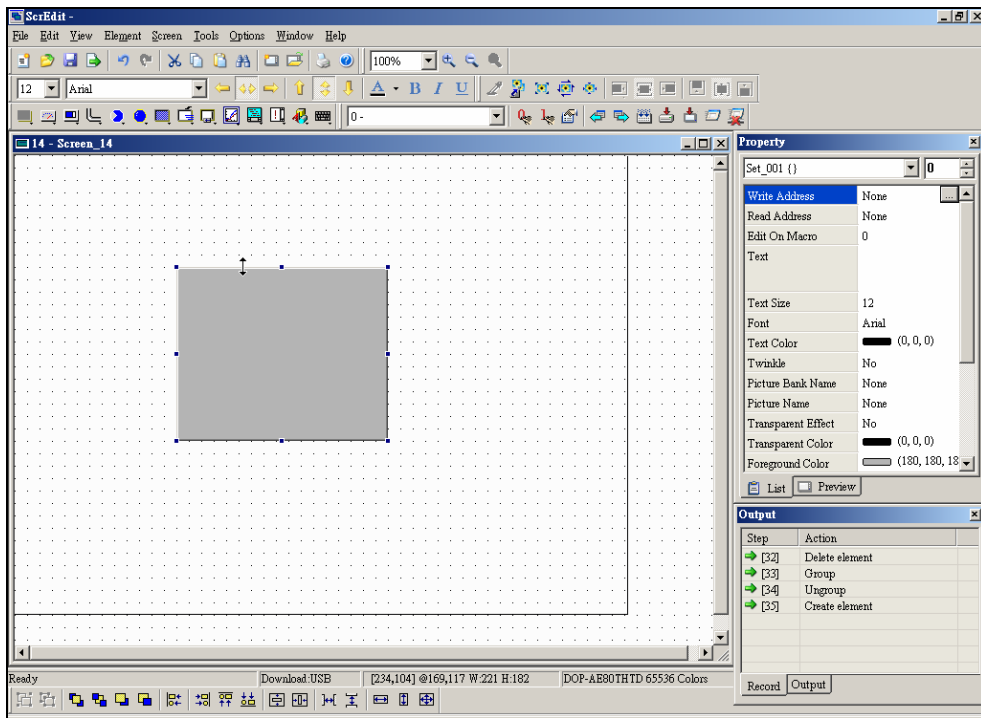 ScrEdit -
File Edit View Element Screen Tools Options Window Help
100%
12 Arial A B I U
0 -
14 - Screen_14
Property
Set_001 {} 0
Write Address None ...
Read Address None
Edit On Macro 0
Text
Text Size 12
Font Arial
Text Color (0, 0, 0)
Twinkle No
Picture Bank Name None
Picture Name None
Transparent Effect No
Transparent Color (0, 0, 0)
Foreground Color (180, 180, 18
List Preview
Output
Step Action
[32] Delete element
[33] Group
[34] Ungroup
[35] Create element
Record Output
Ready Download:USB [234,104] @169,117 W:221 H:182 DOP-AE80THTD 65536 Colors